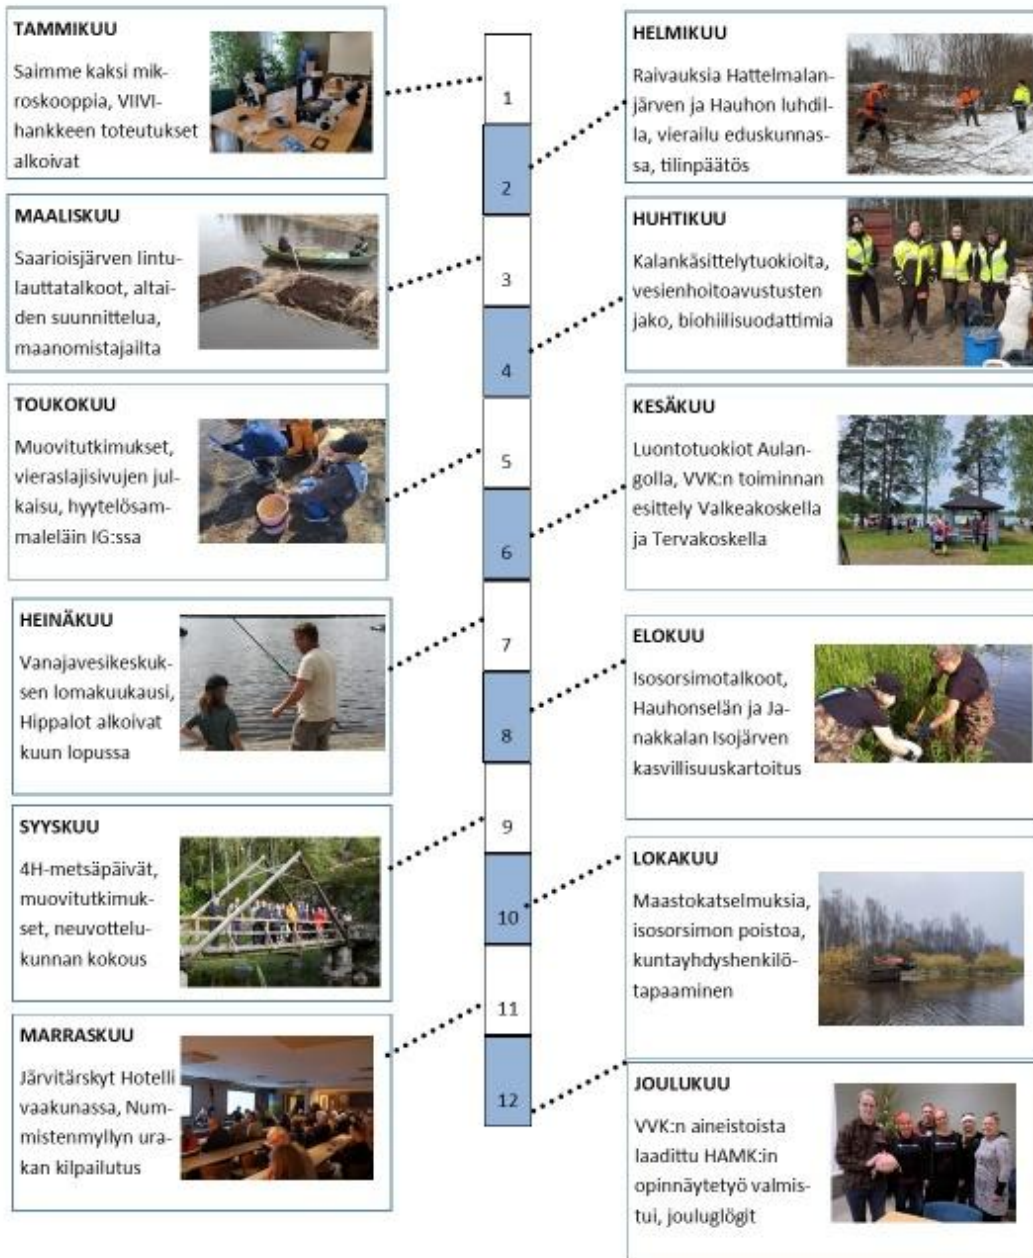 TAMMIKUU
Saimme kaksi mik-
roskooppia, VIIVI-
hankkeen toteutukset
alkoivat
1
HELMIKUU
Raivauksia Hattelmalan-
järven ja Hauhon luhdil-
la, vierailu eduskunnas-
sa, tilinpäätös
2
MAALISKUU
Saarioisjärven lintu-
lauttatalkoot, altai-
den suunnittelua,
maanomistajailta
3
HUHTIKUU
Kalankäsittelytuokioita,
vesienhoitoavustusten
jako, biohiilisuodattimia
4
TOUKOKUU
Muovitutkimukset,
vieraslajisivujen jul-
kaisu, hyytelösam-
maleläin IG:ssa
5
KESÄKUU
Luontotuokiot Aulan-
golla, VVK:n toiminnan
esittely Valkeakoskella
ja Tervakoskella
6
HEINÄKUU
Vanajavesikeskuk-
sen lomakuukausi,
Hippalot alkoivat
kuun lopussa
7
ELOKUU
Isosorsimotalkoot,
Hauhonselän ja Ja-
nakkalan Isojärven
kasvillisuuskartoitus
8
SYYSKUU
4H-metsäpäivät,
muovitutkimuk-
set, neuvottelu-
kunnan kokous
9
LOKAKUU
Maastokatselmuksia,
isosorsimon poistoa,
kuntayhdyshenkilö-
tapaaminen
10
MARRASKUU
Järvitärskyt Hotelli
vaakunassa, Num-
mistenmyllyn ura-
kan kilpailutus
11
JOULUKUU
VVK:n aineistoista
laadittu HAMK:in
opinnäytetyö valmis-
tui, jouluglögit
12